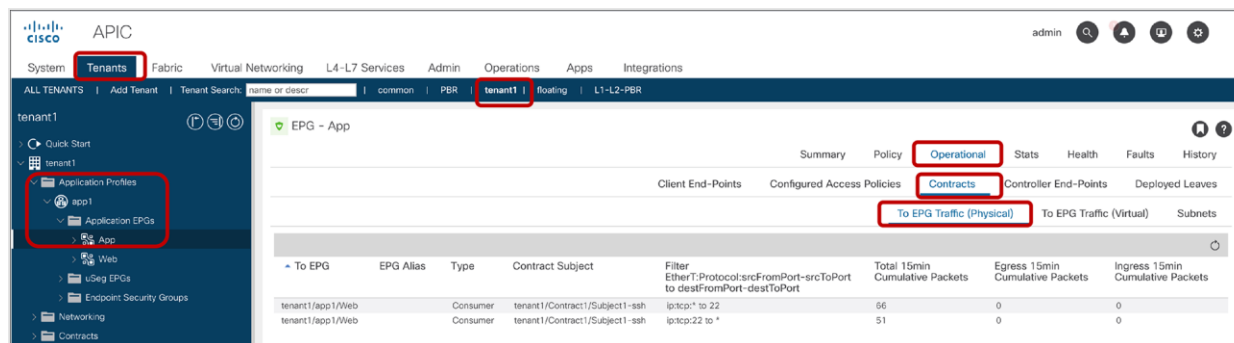 CISCO
APIC
admin
System Tenants Fabric Virtual Networking L4-L7 Services Admin Operations Apps Integrations
ALL TENANTS | Add Tenant | Tenant Search: name or descr | common | PBR | tenant1 | floating | L1-L2-PBR
tenant1
Quick Start
tenant1
Application Profiles
app1
Application EPGs
App
Web
uSeg EPGs
Endpoint Security Groups
Networking
Contracts
EPG - App
Summary Policy Operational Stats Health Faults History
Client End-Points Configured Access Policies Contracts Controller End-Points Deployed Leaves
To EPG Traffic (Physical) To EPG Traffic (Virtual) Subnets
To EPG EPG Alias Type Contract Subject Filter Total 15min Egress 15min Ingress 15min
EtherT:Protocol:srcFromPort-srcToPort Cumulative Packets Cumulative Packets Cumulative Packets
to destFromPort-destToPort
tenant1/app1/Web Consumer tenant1/Contract1/Subject1-ssh ip:tcp:* to 22 66 0 0
tenant1/app1/Web Consumer tenant1/Contract1/Subject1-ssh ip:tcp:22 to * 51 0 0